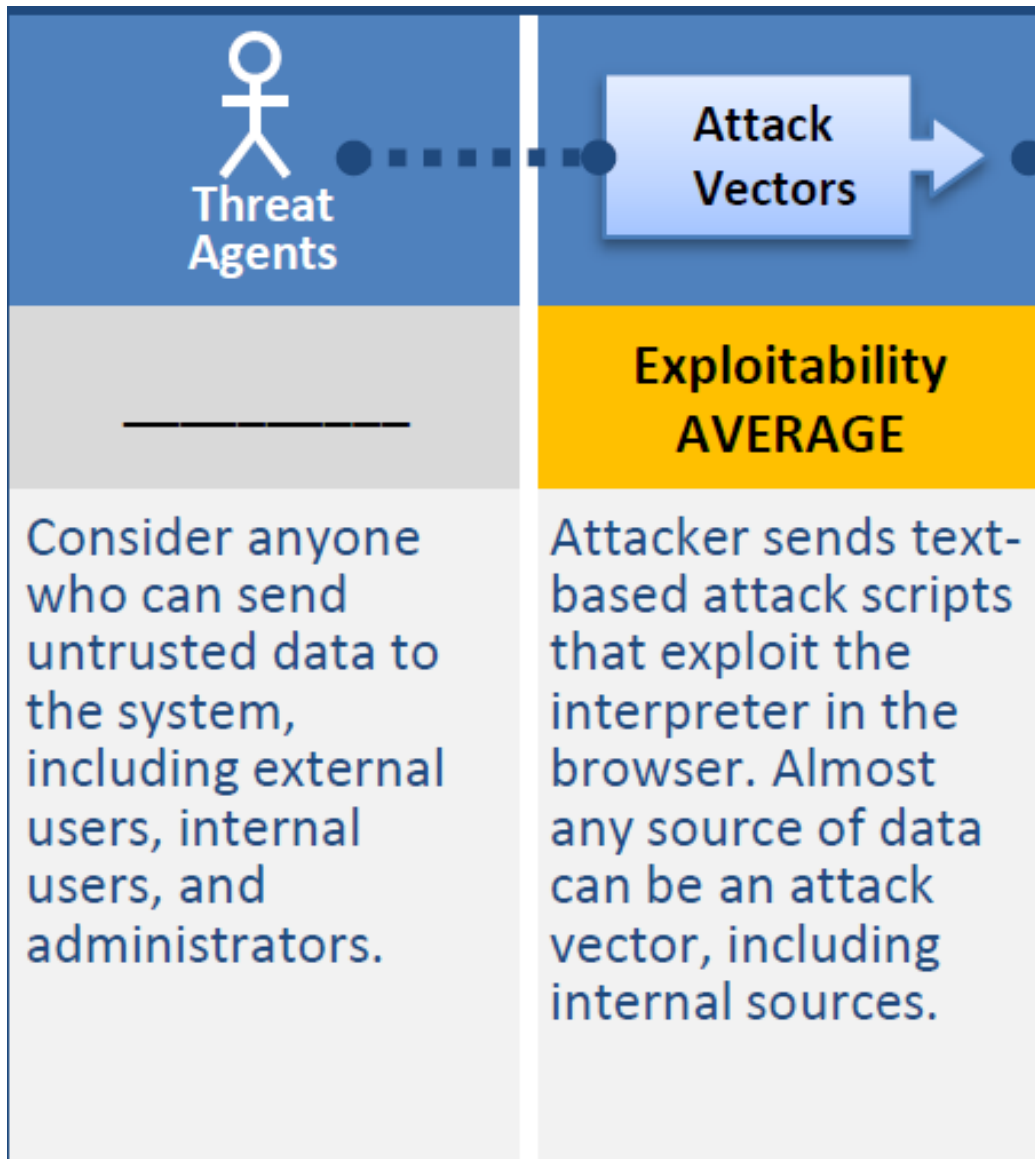 Threat
Agents
Attack
Vectors
__________
Exploitability
AVERAGE
Consider anyone
who can send
untrusted data to
the system,
including external
users, internal
users, and
administrators.
Attacker sends text-
based attack scripts
that exploit the
interpreter in the
browser. Almost
any source of data
can be an attack
vector, including
internal sources.